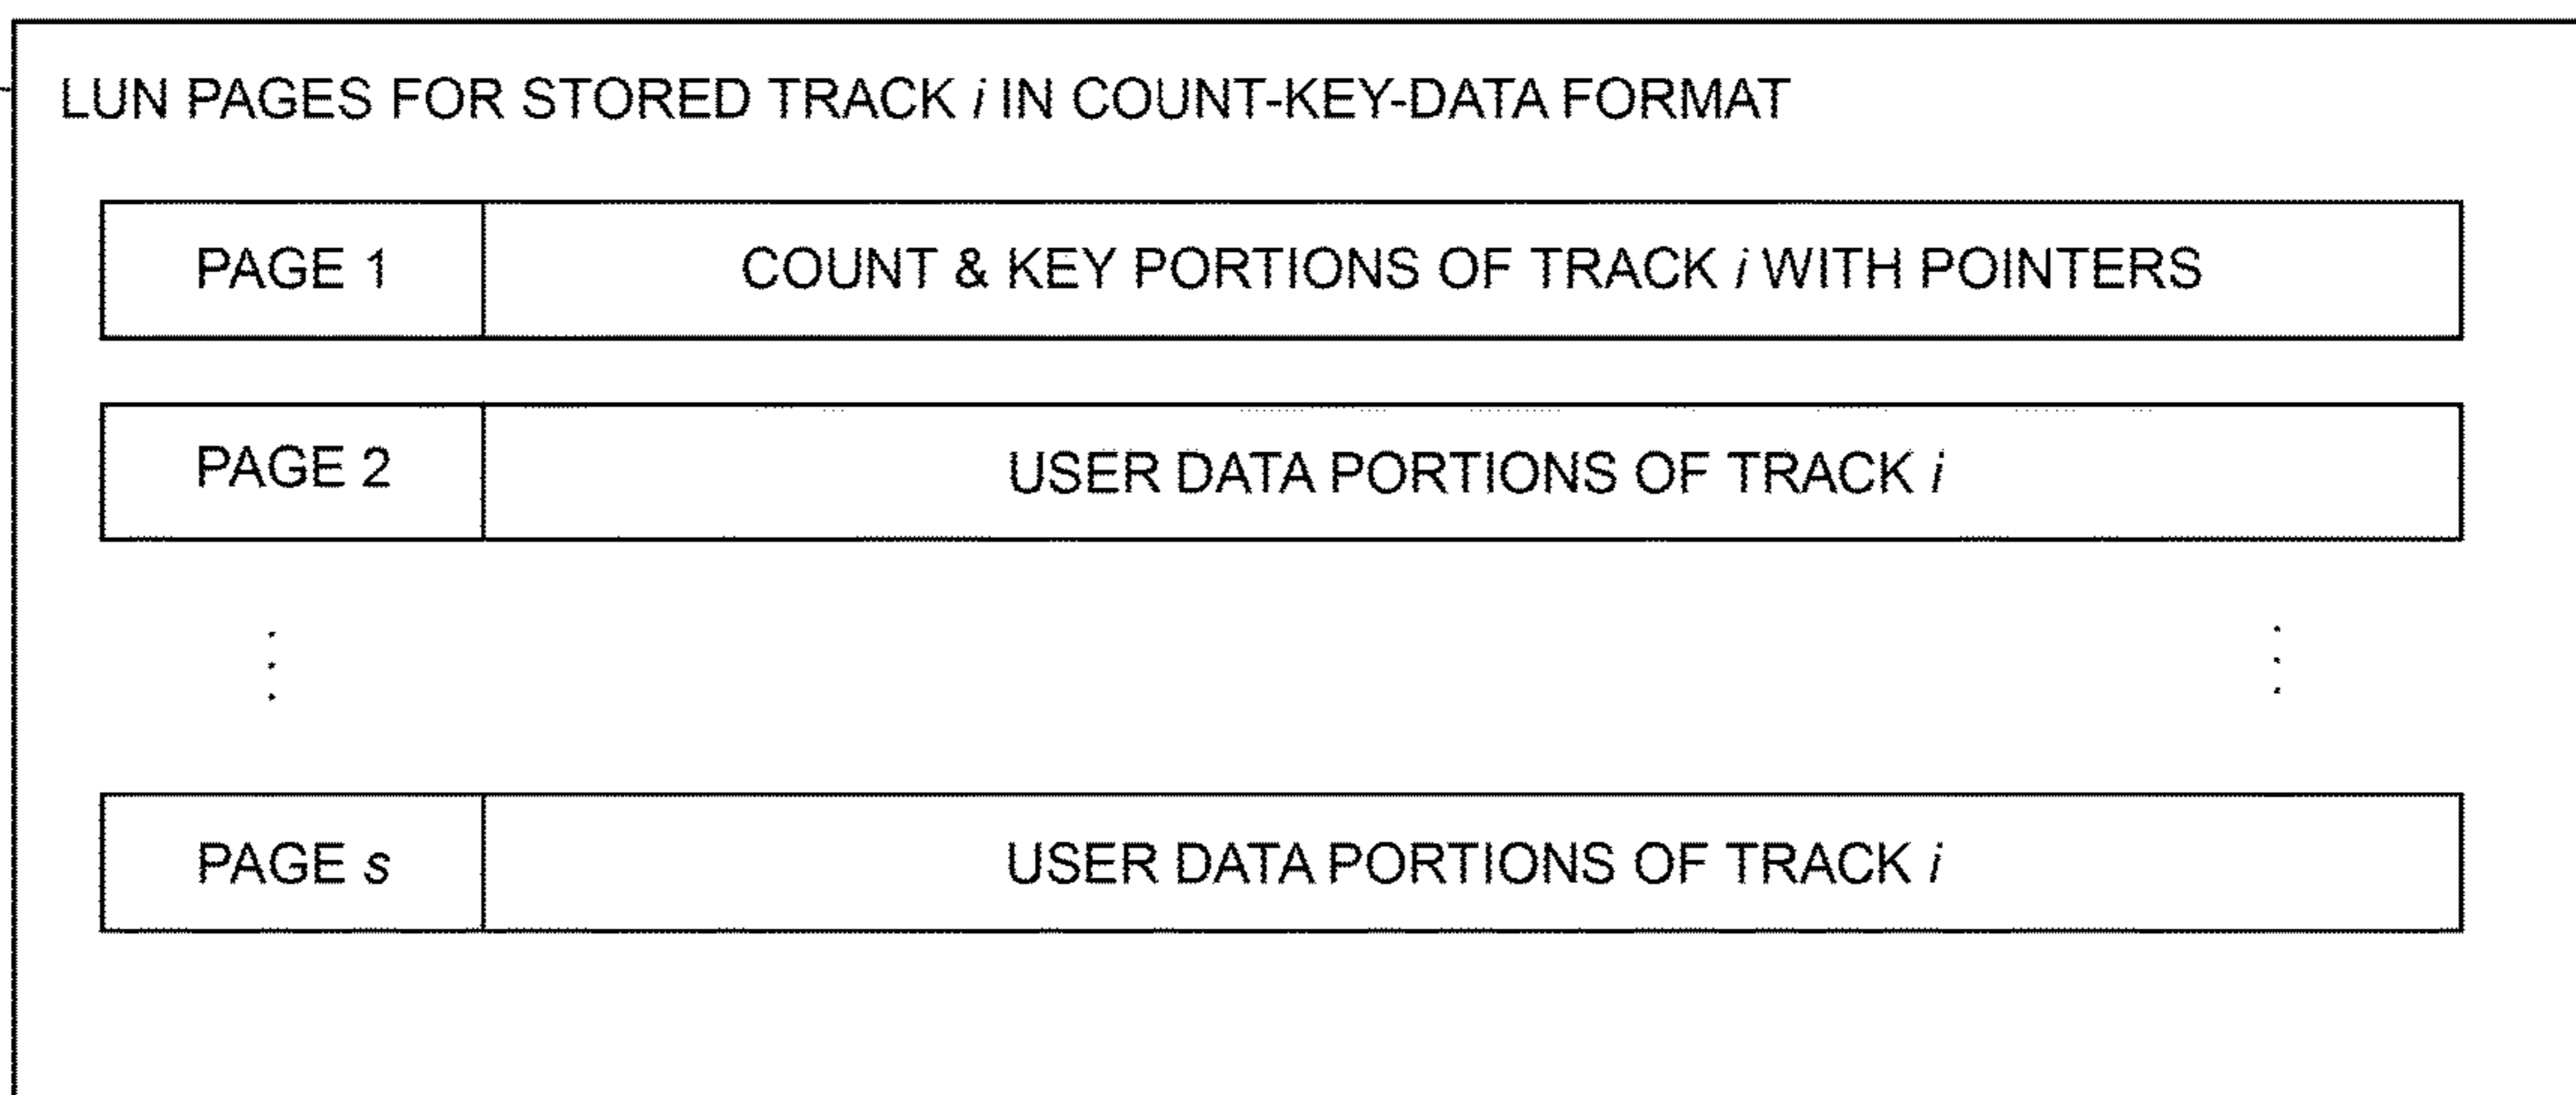 LUN PAGES FOR STORED TRACK i IN COUNT-KEY-DATA FORMAT
PAGE 1 COUNT & KEY PORTIONS OF TRACK i WITH POINTERS
PAGE 2 USER DATA PORTIONS OF TRACK i
PAGE s USER DATA PORTIONS OF TRACK i